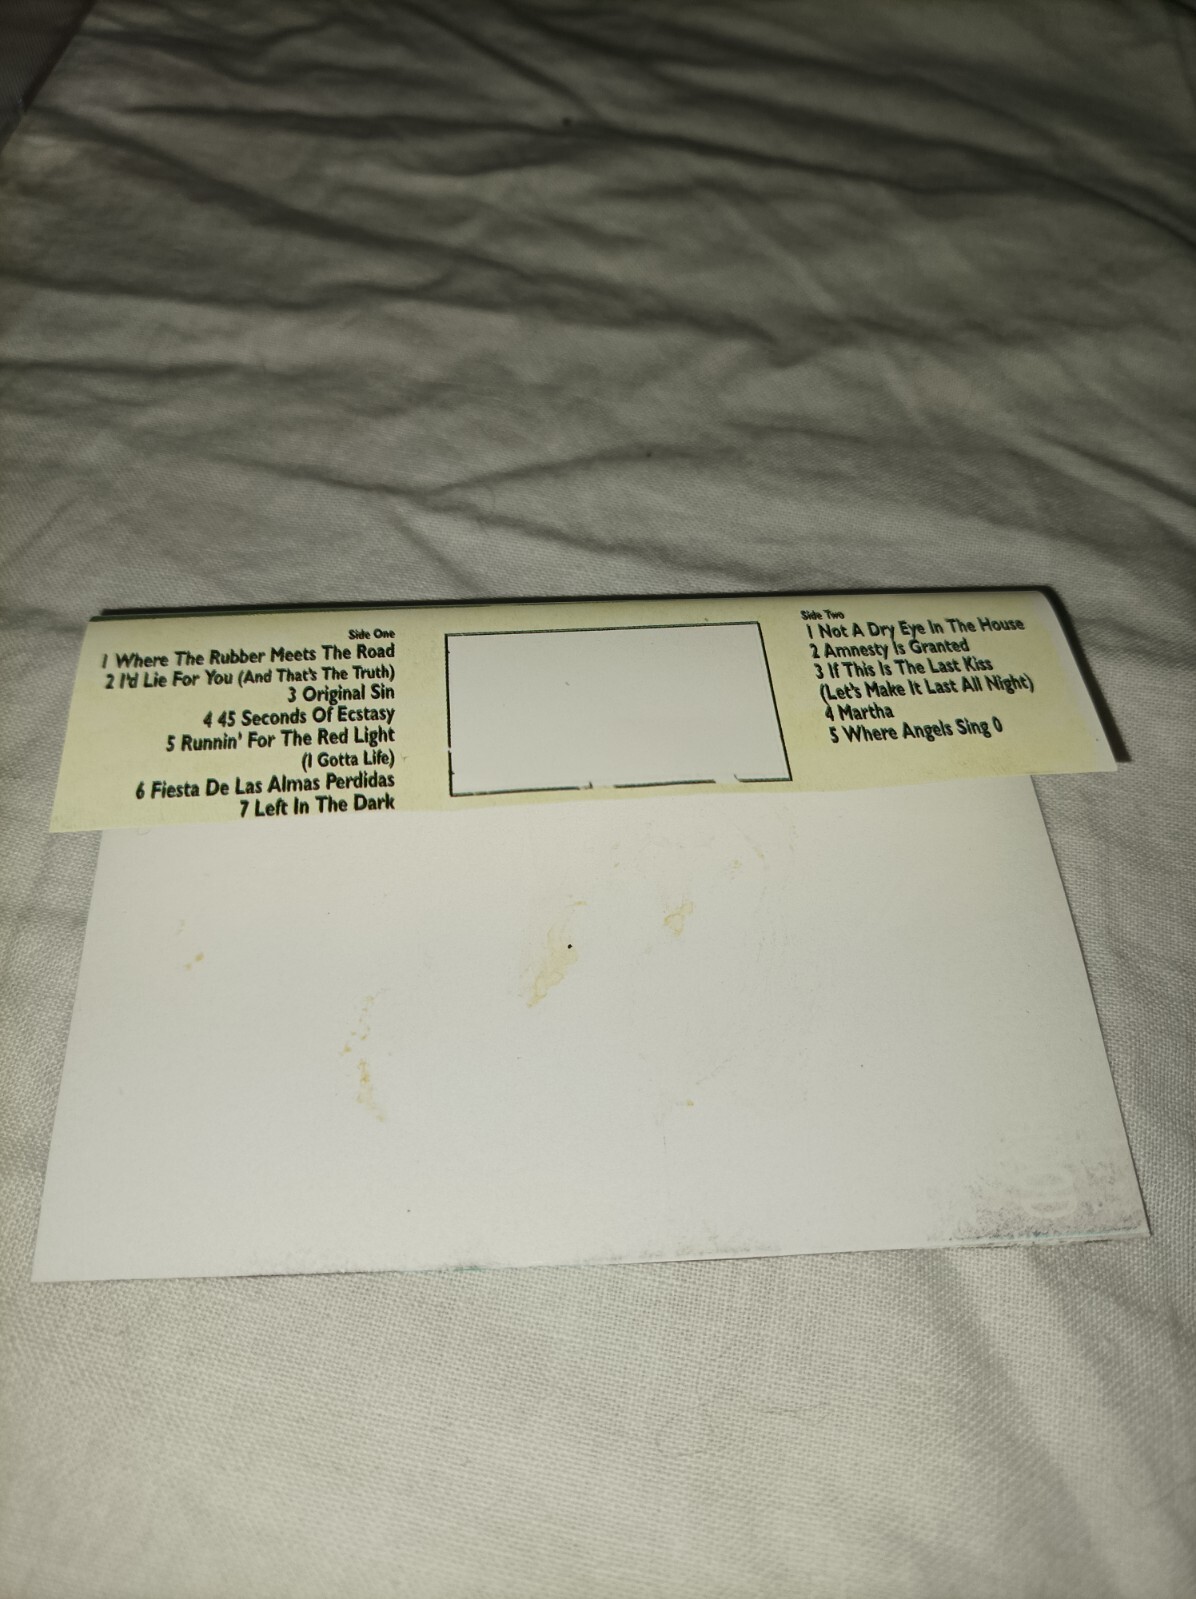 Side One
1 Where The Rubber Meets The Road
2 I'd Lie For You (And That's The Truth)
3 Original Sin
4 45 Seconds Of Ecstasy
5 Runnin' For The Red Light
(I Gotta Life)
6 Fiesta De Las Almas Perdidas
7 Left In The Dark
Side Two
1 Not A Dry Eye In The House
2 Amnesty Is Granted
3 If This Is The Last Kiss
(Let's Make It Last All Night)
4 Martha
5 Where Angels Sing 0